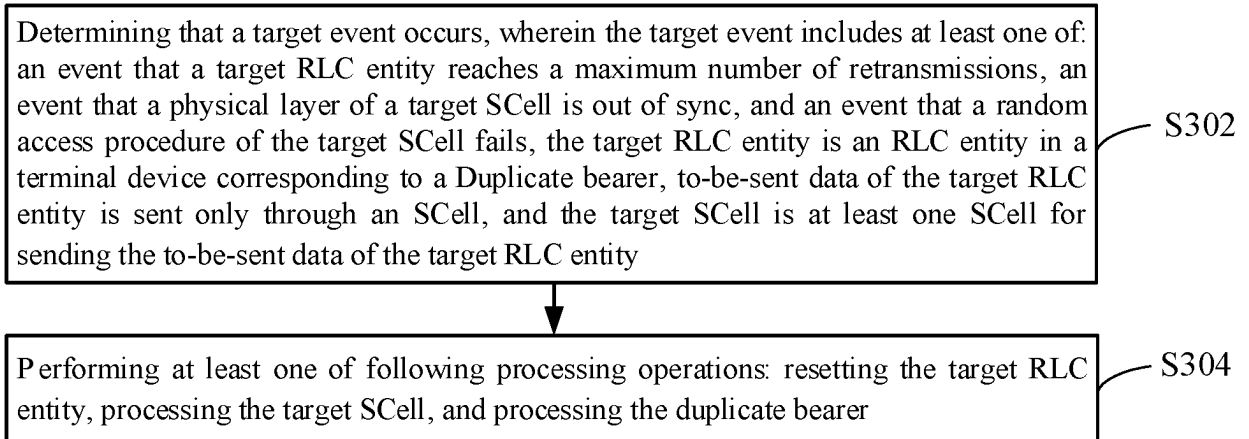 Determining that a target event occurs, wherein the target event includes at least one of:
an event that a target RLC entity reaches a maximum number of retransmissions, an
event that a physical layer of a target SCell is out of sync, and an event that a random
access procedure of the target SCell fails, the target RLC entity is an RLC entity in a
terminal device corresponding to a Duplicate bearer, to-be-sent data of the target RLC
entity is sent only through an SCell, and the target SCell is at least one SCell for
sending the to-be-sent data of the target RLC entity
S302
Performing at least one of following processing operations: resetting the target RLC
entity, processing the target SCell, and processing the duplicate bearer
S304